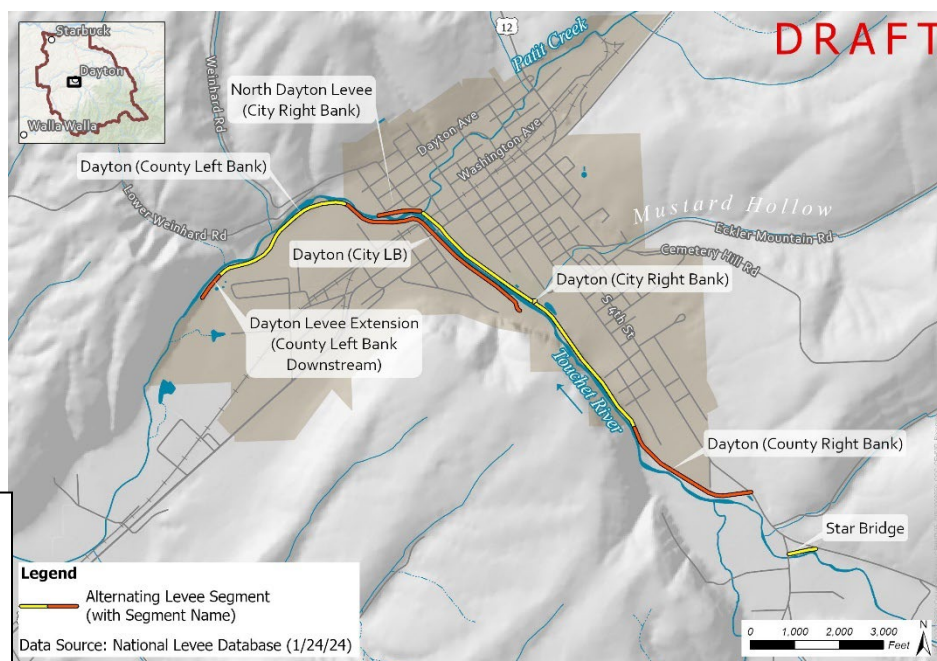 DRAFT
Starbuck
Dayton
Walla Walla
12
Patit Creek
Weinhard Rd
North Dayton Levee
(City Right Bank)
Dayton Ave
Washington Ave
Dayton (County Left Bank)
Lower Weinhard Rd
Mustard Hollow
Eckler Mountain Rd
Cemetery Hill Rd
Dayton (City LB)
Dayton (City Right Bank)
S 4th St
Dayton Levee Extension
(County Left Bank
Downstream)
Touchet River
Dayton (County Right Bank)
Star Bridge
Legend
Alternating Levee Segment
(with Segment Name)
Data Source: National Levee Database (1/24/24)
0 1,000 2,000 3,000
Feet
N